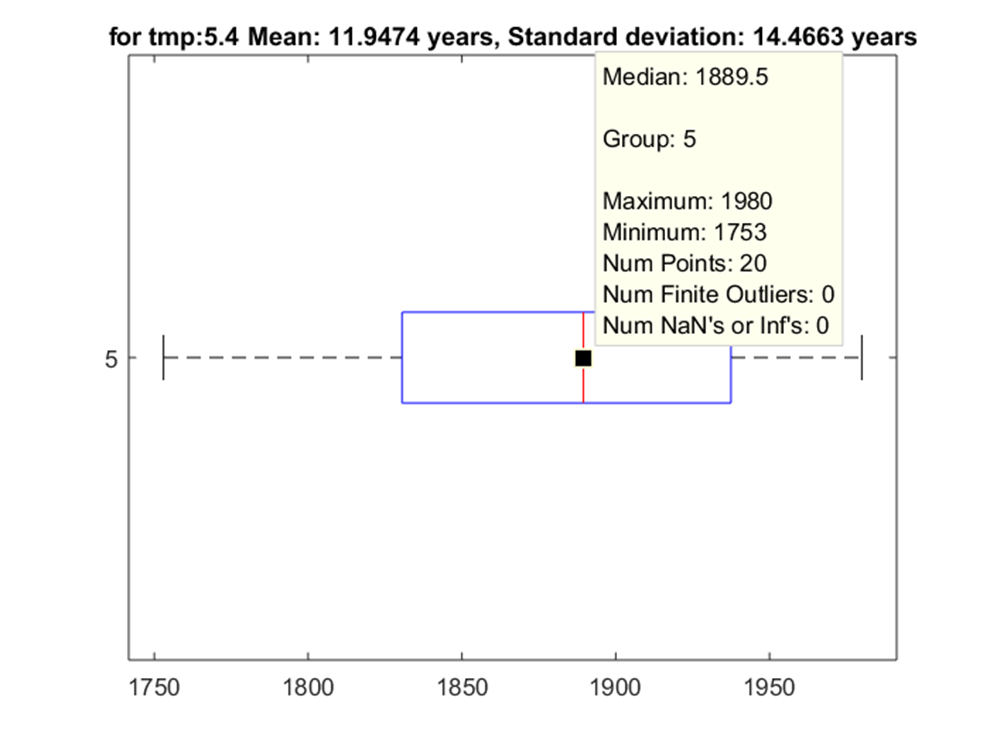 for tmp:5.4 Mean: 11.9474 years, Standard deviation: 14.4663 years
Median: 1889.5
Group: 5
Maximum: 1980
Minimum: 1753
Num Points: 20
Num Finite Outliers: 0
Num NaN's or Inf's: 0
5
1750 1800 1850 1900 1950